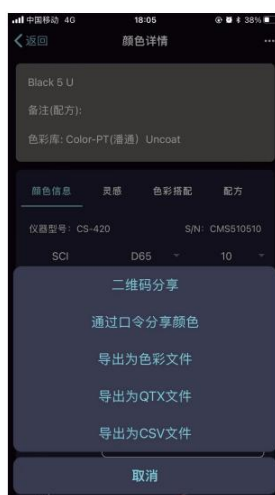 中国移动 4G 18:05 38%
返回 颜色详情 ...
Black 5 U
备注(配方):
色彩库: Color-PT(潘通) Uncoat
颜色信息 灵感 色彩搭配 配方
仪器型号: CS-420 S/N: CMS510510
SCI D65 10
二维码分享
通过口令分享颜色
导出为色彩文件
导出为QTX文件
导出为CSV文件
取消